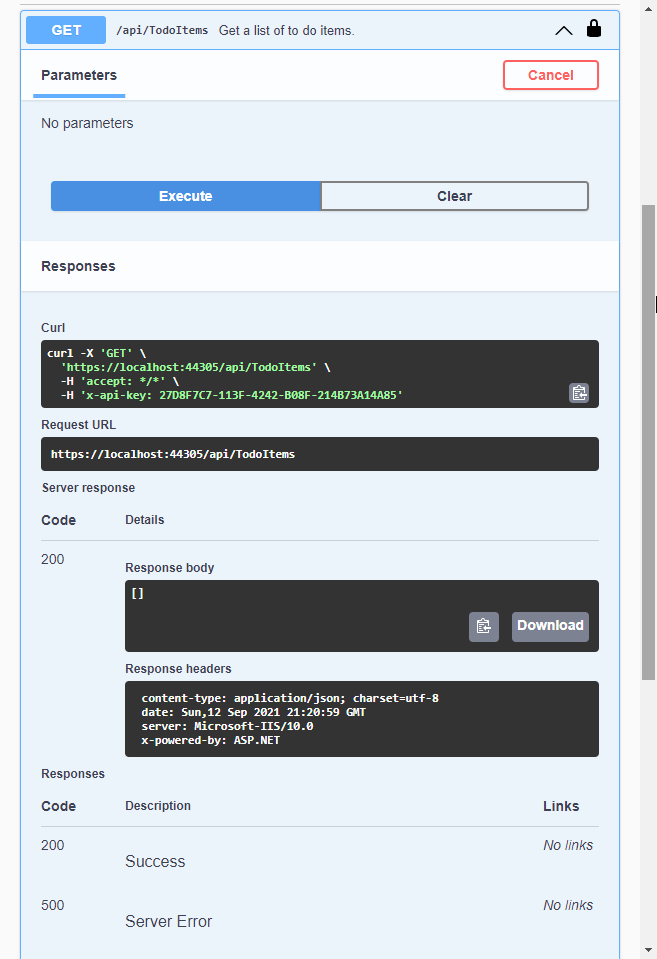 GET /api/TodoItems Get a list of to do items.
Parameters Cancel
No parameters
Execute Clear
Responses
Curl
curl -X 'GET' \
'https://localhost:44305/api/TodoItems' \
-H 'accept: */*' \
-H 'x-api-key: 27D8F7C7-113F-4242-B08F-214B73A14A85'
Request URL
https://localhost:44305/api/TodoItems
Server response
Code Details
200
Response body
[]
Download
Response headers
content-type: application/json; charset=utf-8
date: Sun,12 Sep 2021 21:20:59 GMT
server: Microsoft-IIS/10.0
x-powered-by: ASP.NET
Responses
Code Description Links
200 No links
Success
500 No links
Server Error